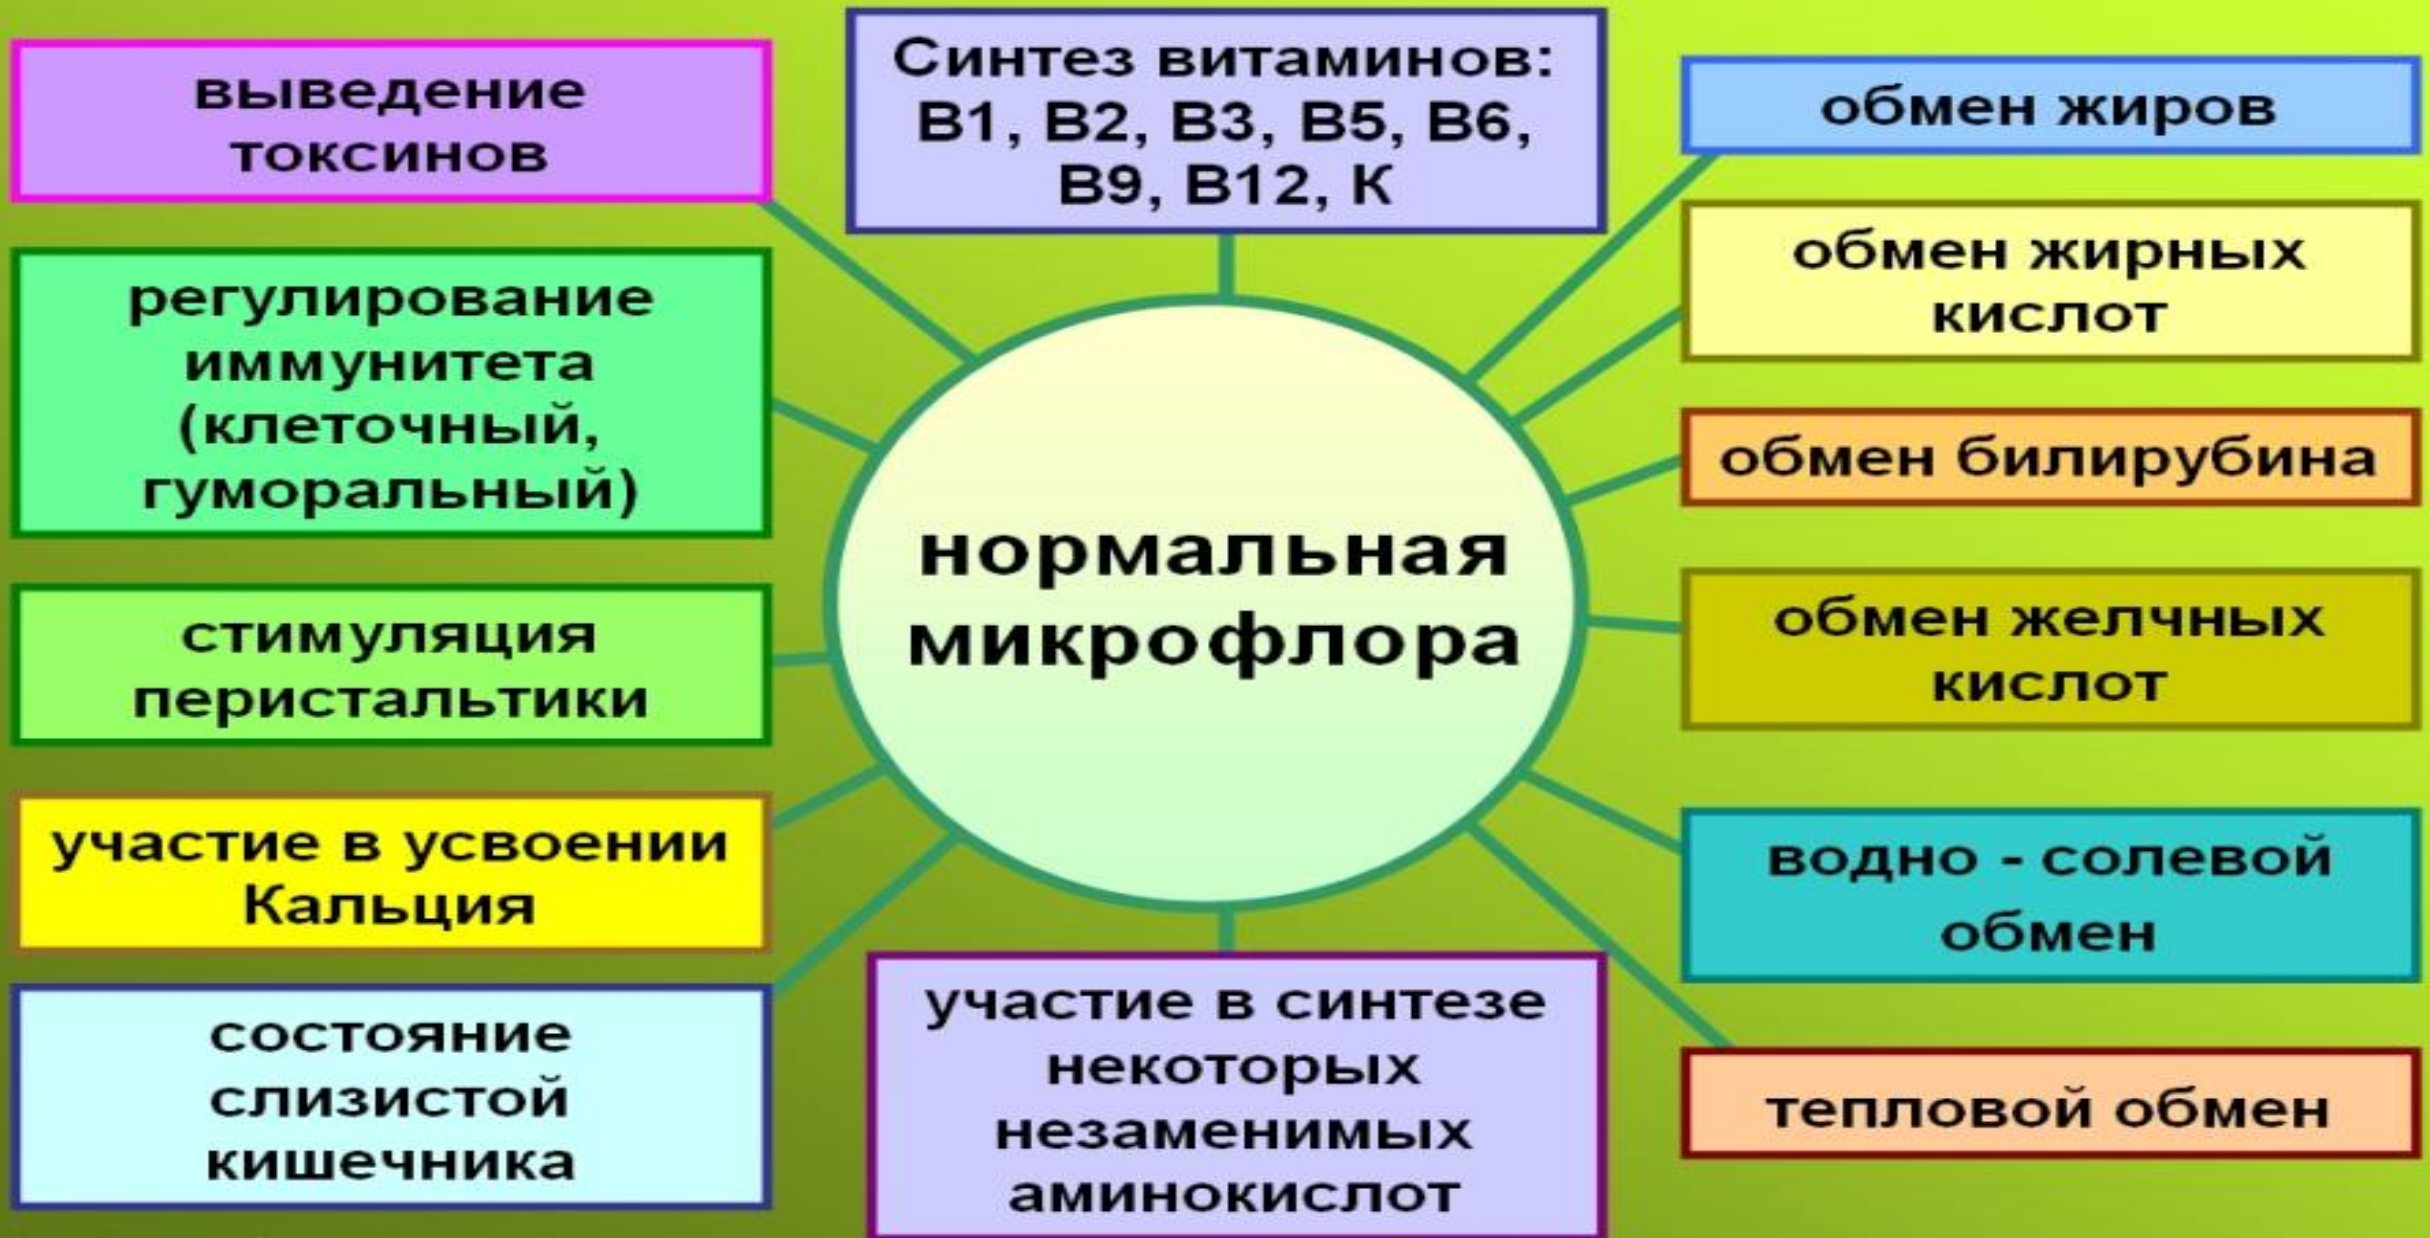 выведение
токсинов
регулирование
иммунитета
(клеточный,
гуморальный)
стимуляция
перистальтики
участие в усвоении
Кальция
состояние
слизистой
кишечника
Синтез витаминов:
В1, В2, В3, В5, В6,
В9, В12, К
нормальная
микрофлора
участие в синтезе
некоторых
незаменимых
аминокислот
обмен жиров
обмен жирных
кислот
обмен билирубина
обмен желчных
кислот
водно - солевой
обмен
тепловой обмен